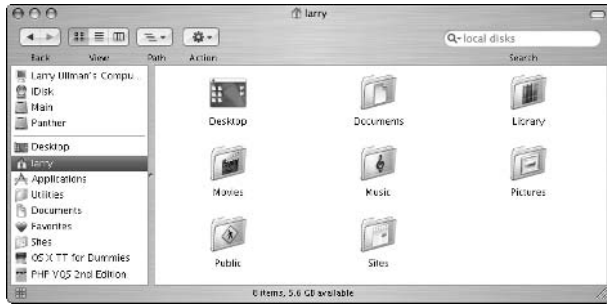 larry
local disks
Back View Path Action Search
Larry Ullman's Compu...
iDisk
Main
Panther
Desktop
larry
Applications
Utilities
Documents
Favorites
Sites
OS X TT for Dummies
PHP VQS 2nd Edition
Desktop Documents Library
Movies Music Pictures
Public Sites
8 items, 5.6 GB available